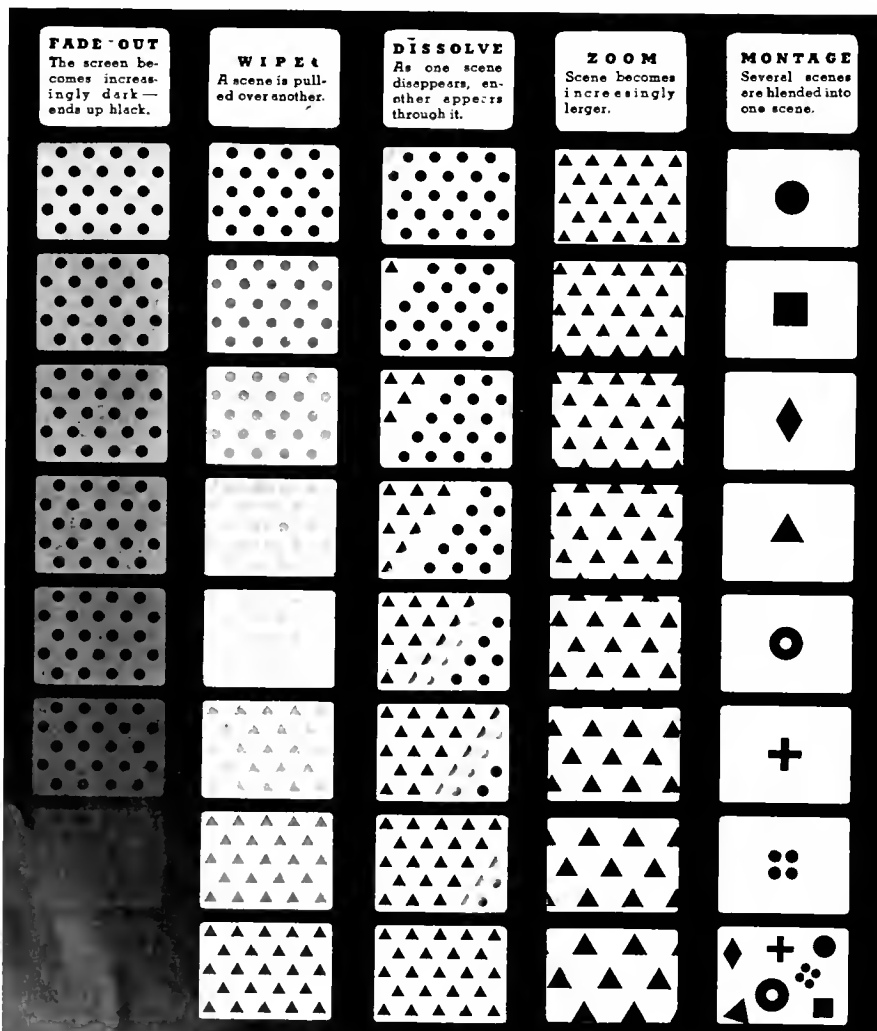 FADE-OUT
The screen be-
comes increas-
ingly dark —
ends up black.
WIPE
A scene is pull-
ed over another.
DISSOLVE
As one scene
disappears, an-
other appears
through it.
ZOOM
Scene becomes
increasingly
larger.
MONTAGE
Several scenes
are blended into
one scene.